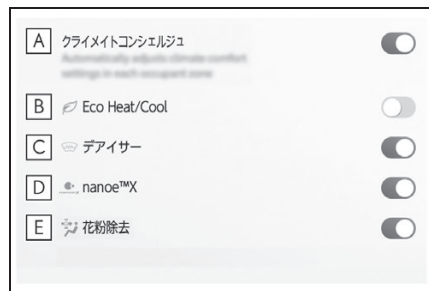 A クライメイトコンシェルジュ
Automatically adjusts climate comfort
settings in each occupant zone
B Eco Heat/Cool
C デアイサー
D nanoe™X
E 花粉除去